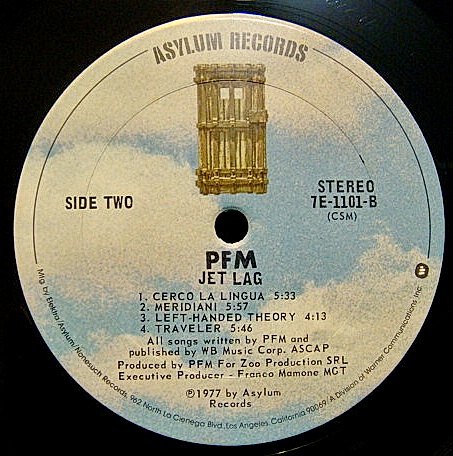 ASYLUM RECORDS
SIDE TWO
STEREO
7E-1101-B
(CSM)
PFM
JET LAG
1. CERCO LA LINGUA 5:33
2. MERIDIANI 5:57
3. LEFT-HANDED THEORY 4:13
4. TRAVELER 5:46
All songs written by PFM and
published by WB Music Corp. ASCAP
Produced by PFM For Zoo Production SRL
Executive Producer - Franco Mamone MGT
℗1977 by Asylum
Records
Mfg by Elektra/Asylum/Nonesuch Records, 962 North La Cienega Blvd., Los Angeles, California 90069/A Division of Warner Communications Inc